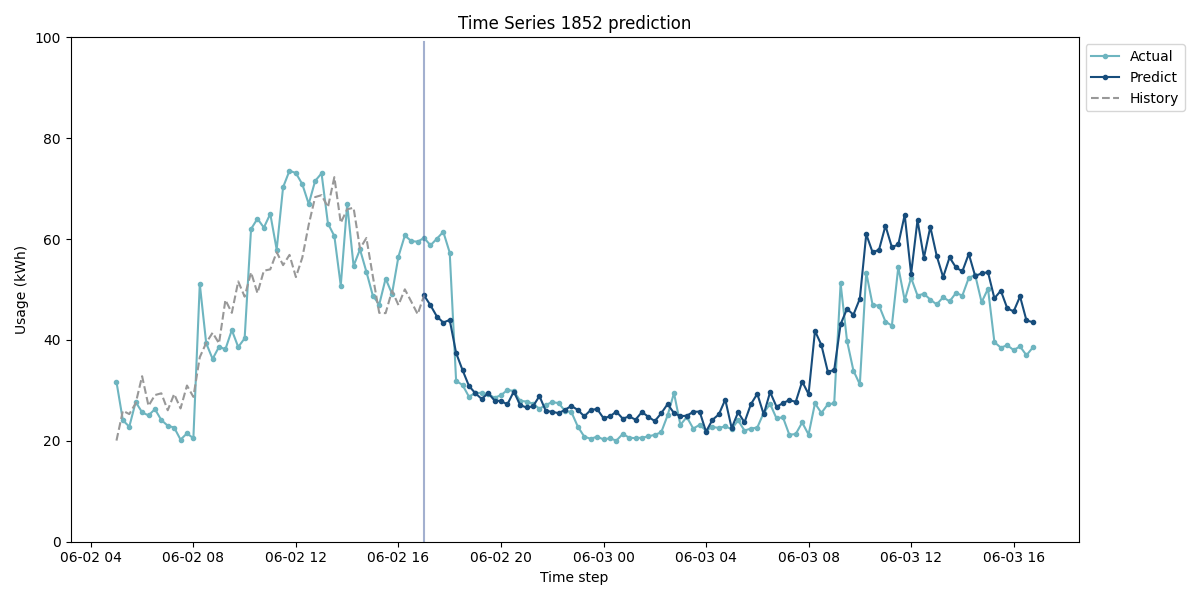 Time Series 1852 prediction
100
80
60
40
20
0
Usage (kWh)
06-02 04
06-02 08
06-02 12
06-02 16
06-02 20
06-03 00
06-03 04
06-03 08
06-03 12
06-03 16
Time step
Actual
Predict
History